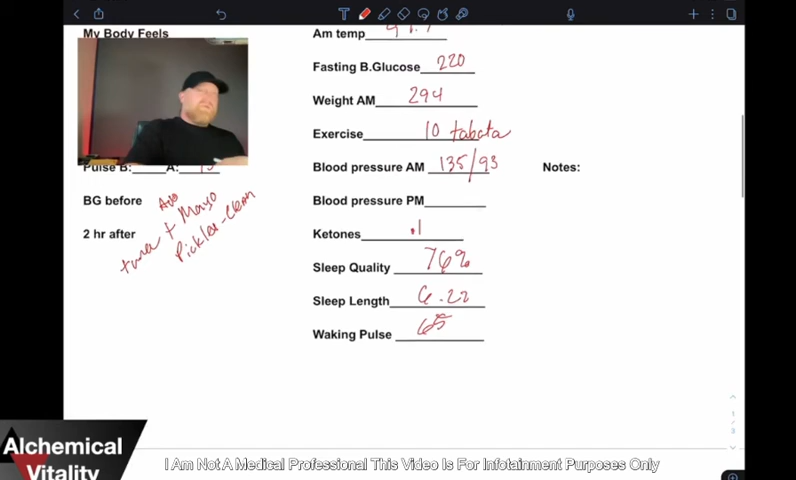 My Body Feels
Am temp
Fasting B.Glucose 220
Weight AM 294
Exercise 10 tabata
Blood pressure AM 135/93
Notes:
Pulse B: A:
BG before
Avo
tuna + Mayo
Pickles - Clean
Blood pressure PM
2 hr after
Ketones .1
Sleep Quality 76%
Sleep Length 6.22
Waking Pulse 65
Alchemical
Vitality
I Am Not A Medical Professional This Video Is For Infotainment Purposes Only